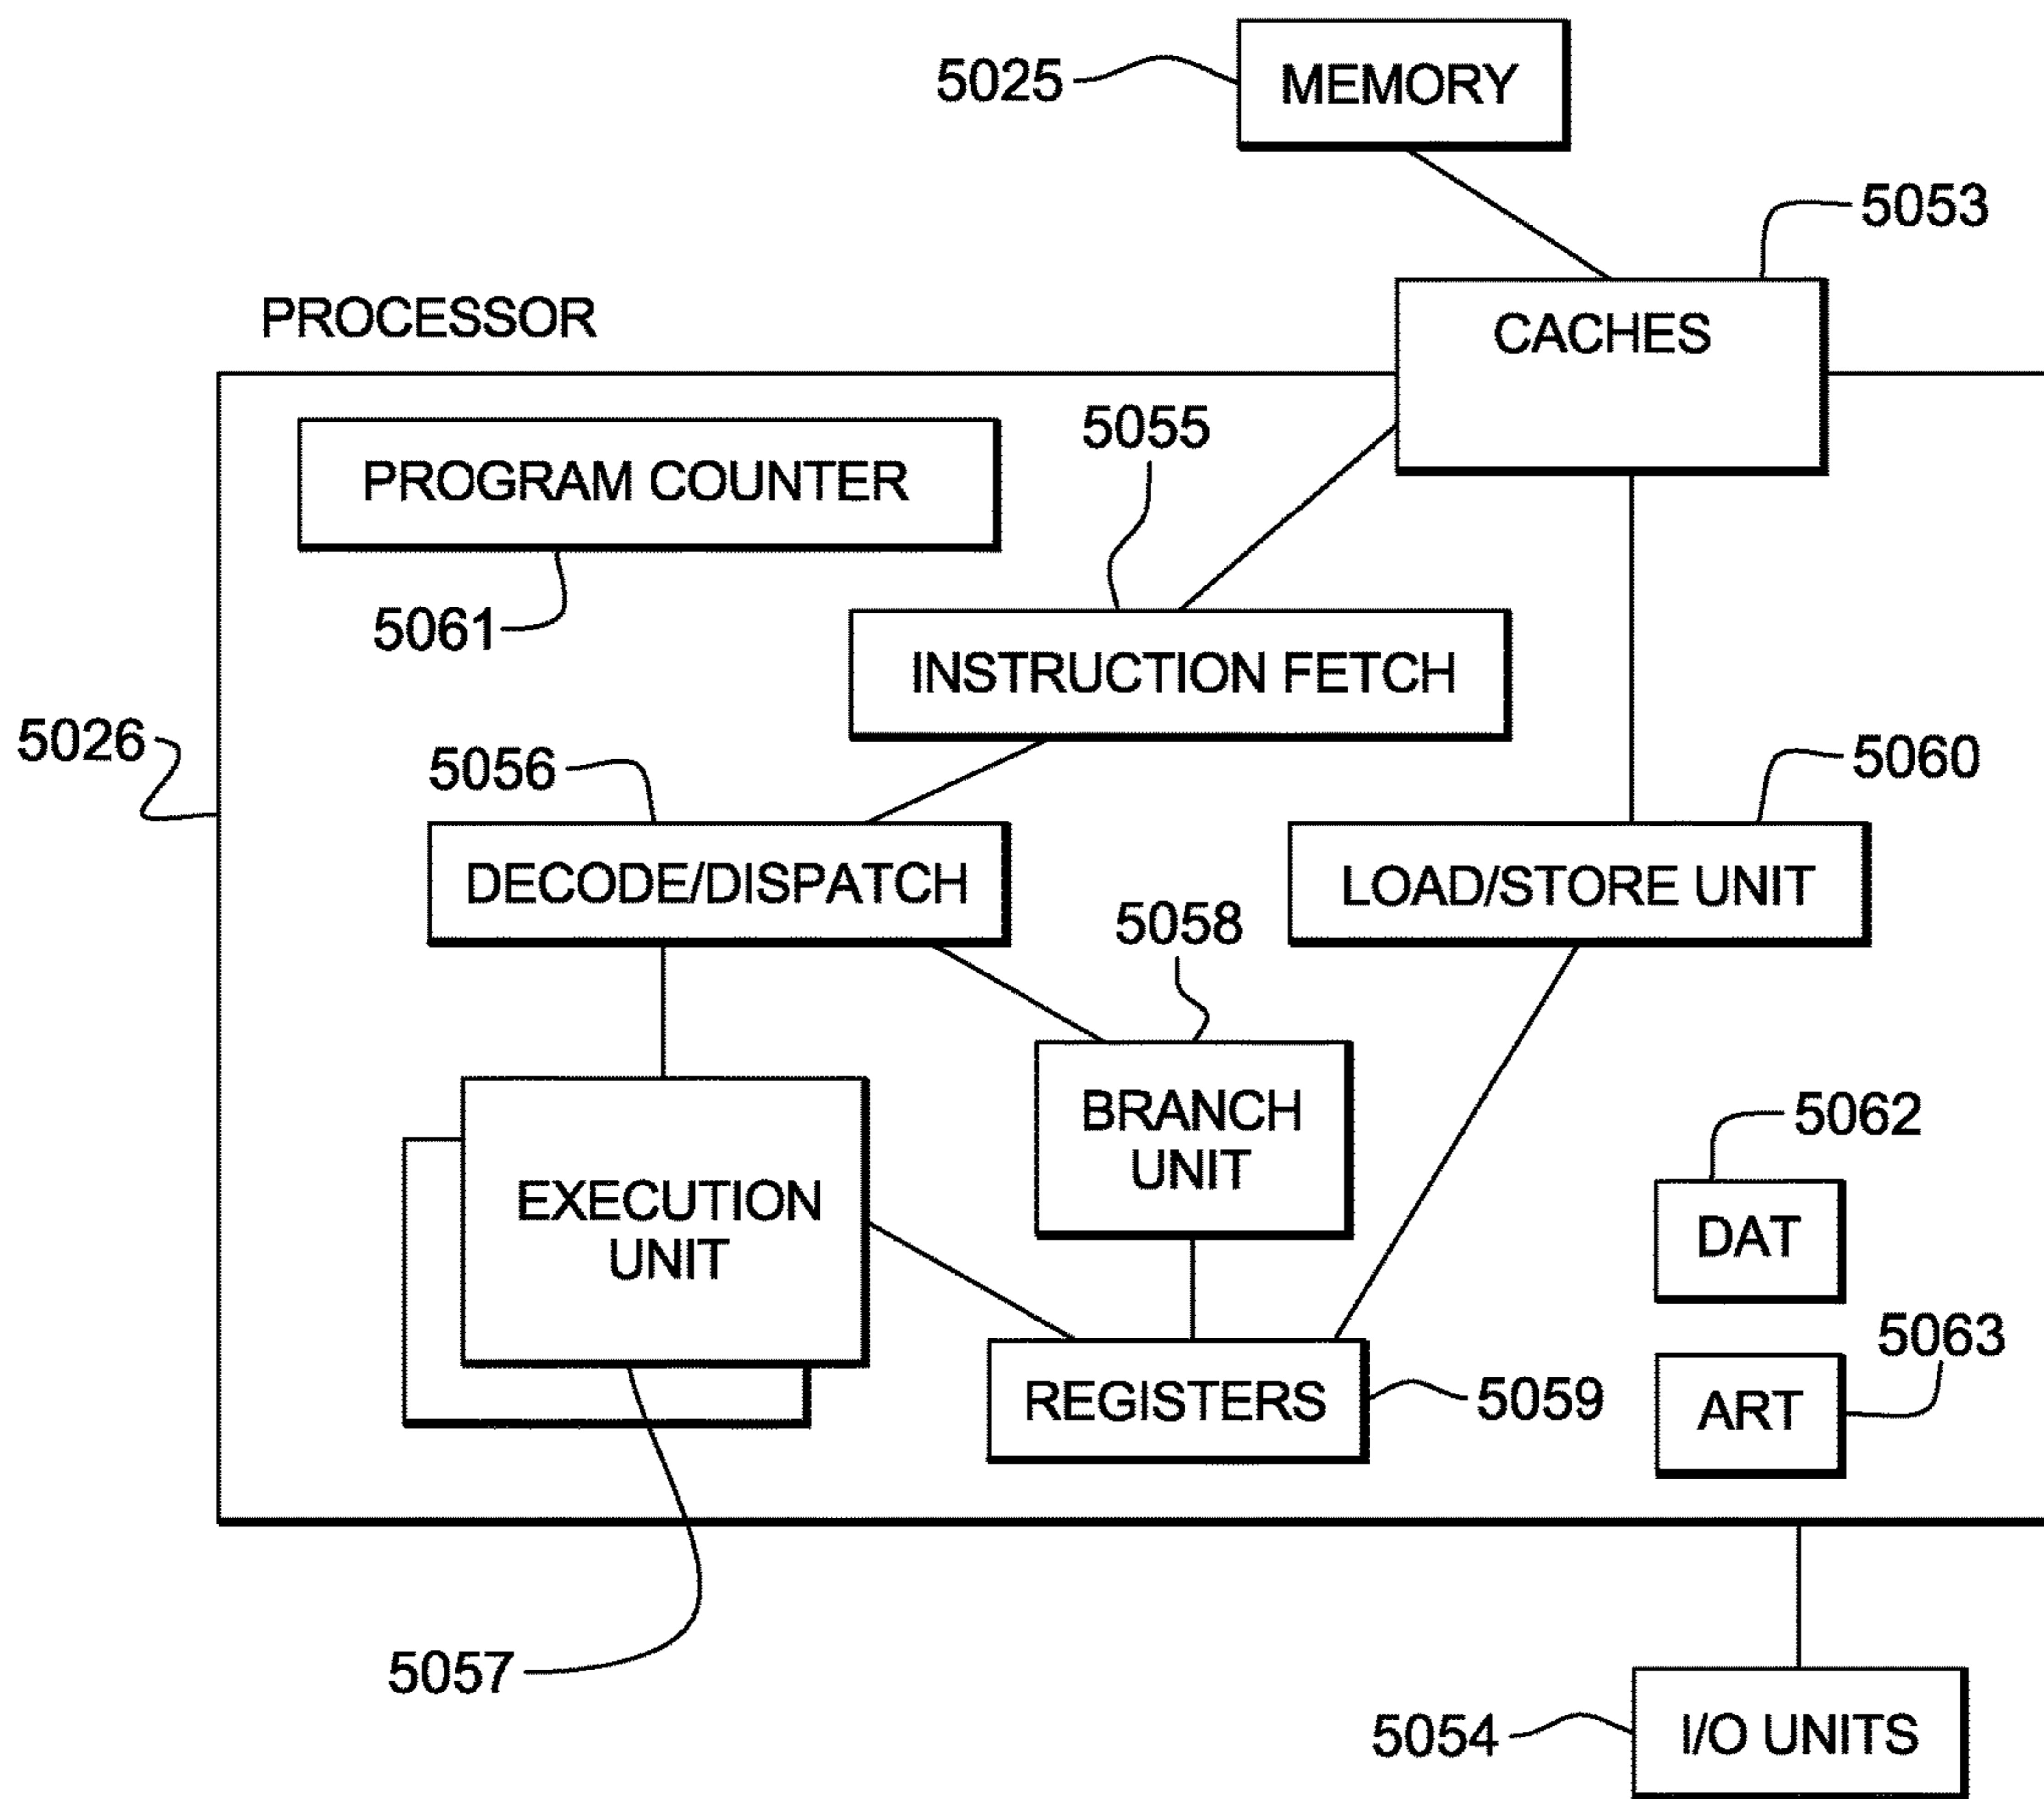 5025
MEMORY
5053
PROCESSOR
CACHES
5055
PROGRAM COUNTER
5061
INSTRUCTION FETCH
5026
5056
5060
DECODE/DISPATCH
LOAD/STORE UNIT
5058
BRANCH
UNIT
5062
EXECUTION
UNIT
DAT
5063
REGISTERS
5059
ART
5057
5054
I/O UNITS